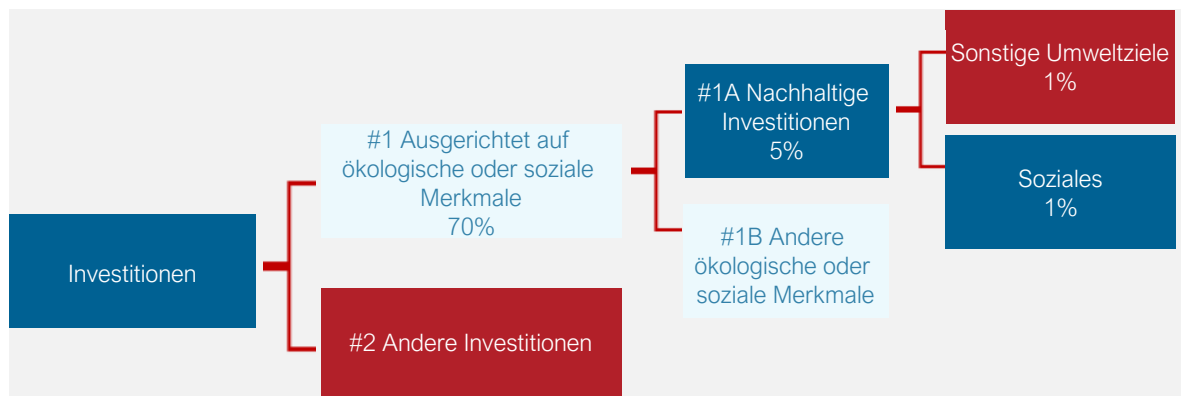 Investitionen
#1 Ausgerichtet auf
ökologische oder soziale
Merkmale
70%
#2 Andere Investitionen
#1A Nachhaltige
Investitionen
5%
#1B Andere
ökologische oder
soziale Merkmale
Sonstige Umweltziele
1%
Soziales
1%